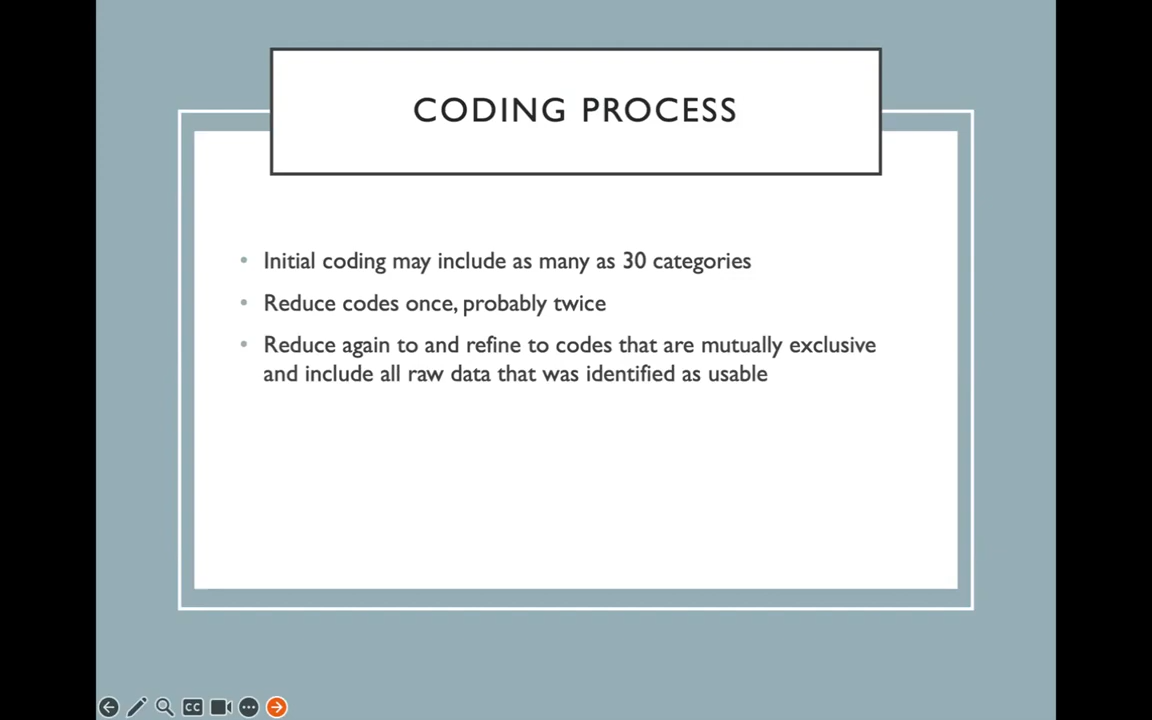 CODING PROCESS
• Initial coding may include as many as 30 categories
• Reduce codes once, probably twice
• Reduce again to and refine to codes that are mutually exclusive
and include all raw data that was identified as usable
CC